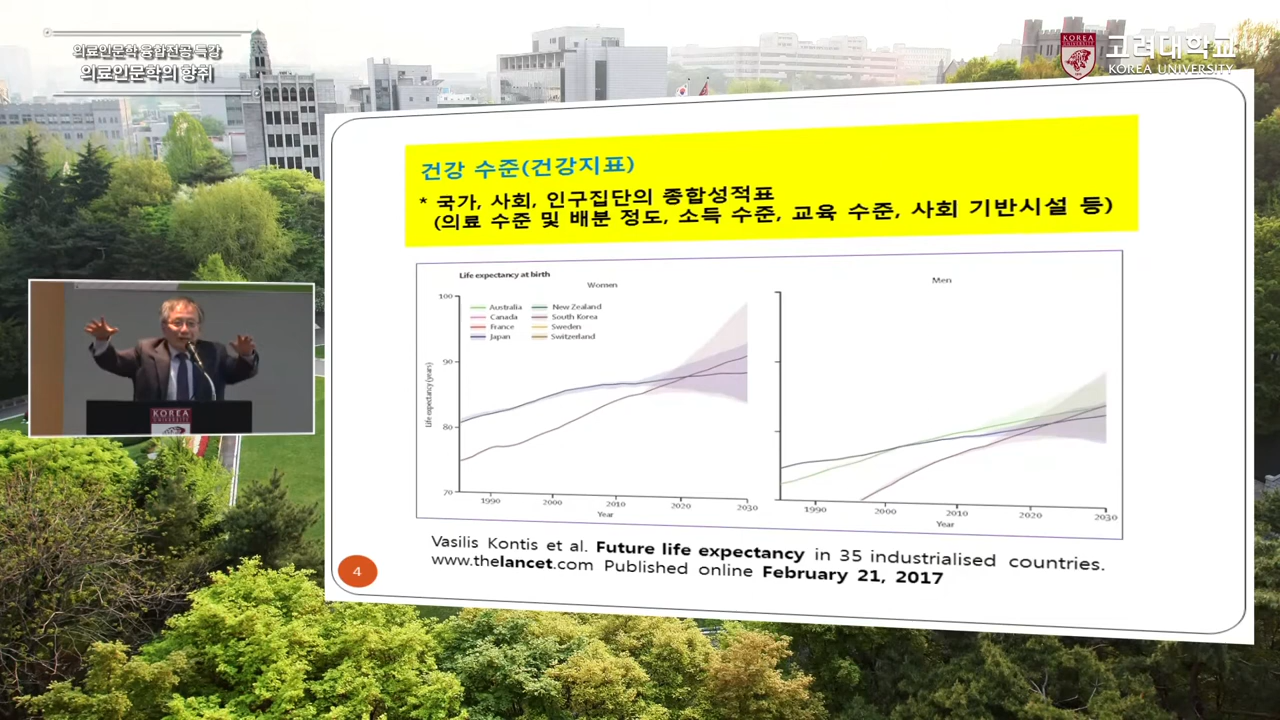 의료인문학 융합전공 특강
의료인문학의 향취
KOREA
UNIVERSITY
고려대학교
KOREA UNIVERSITY
건강 수준(건강지표)
* 국가, 사회, 인구집단의 종합성적표
(의료 수준 및 배분 정도, 소득 수준, 교육 수준, 사회 기반시설 등)
Life expectancy at birth
Women
Men
Australia
Canada
France
Japan
New Zealand
South Korea
Sweden
Switzerland
Life expectancy (years)
100
90
80
70
1990 2000 2010 2020 2030
Year
1990 2000 2010 2020 2030
Year
Vasilis Kontis et al. Future life expectancy in 35 industrialised countries.
www.thelancet.com Published online February 21, 2017
4
KOREA
UNIVERSITY